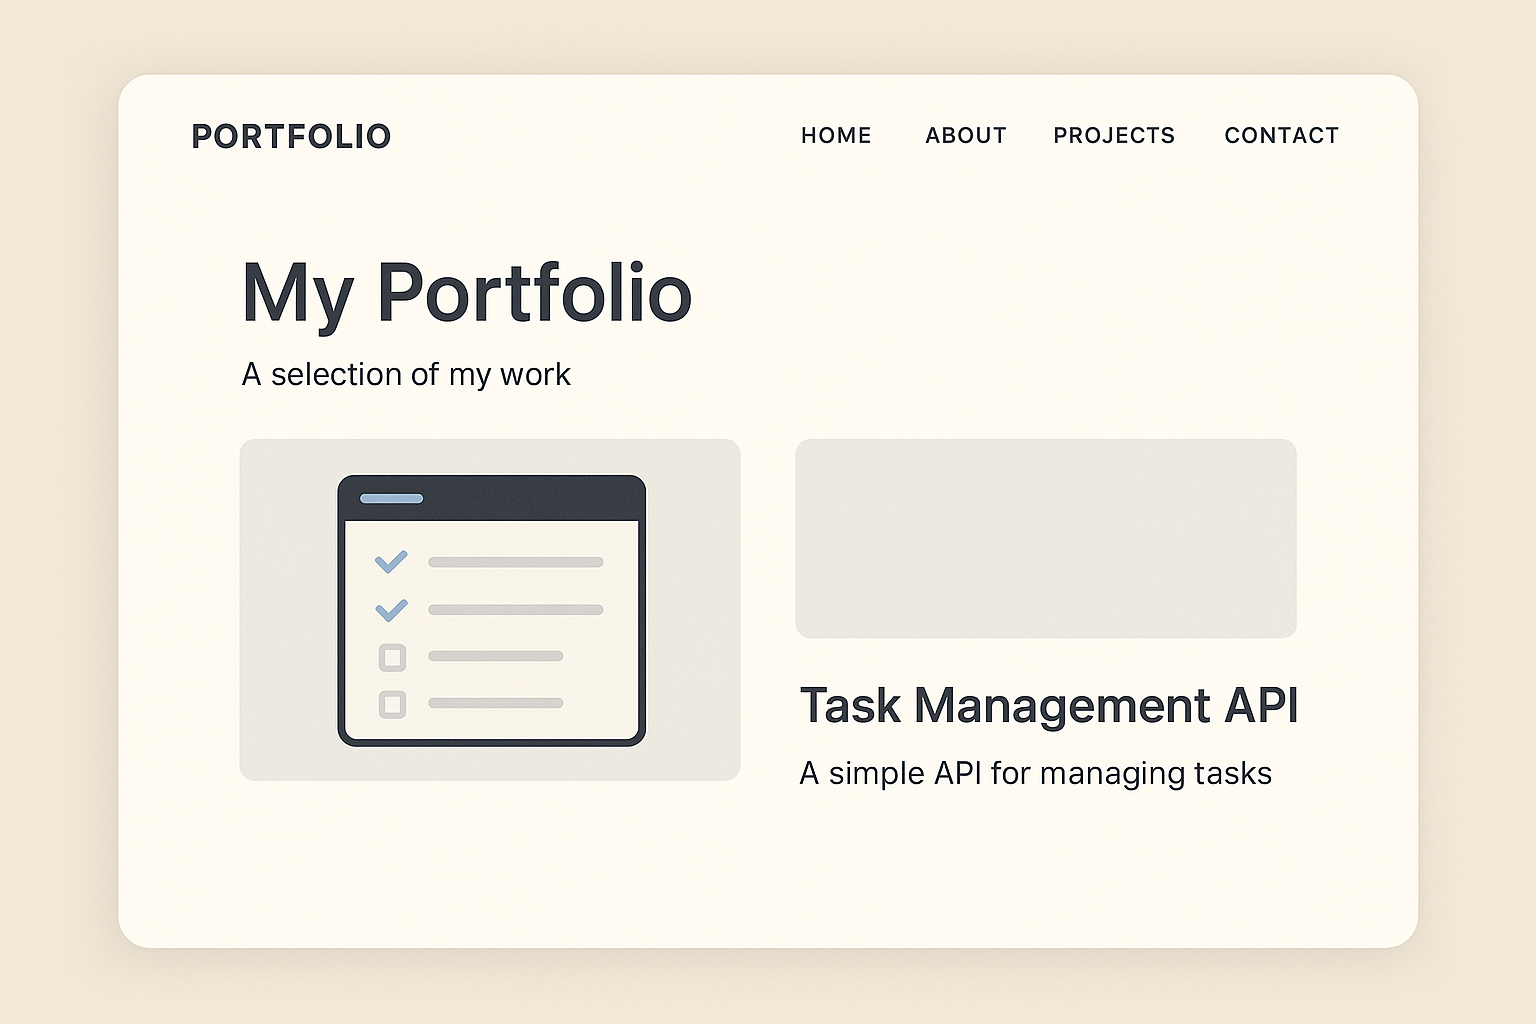 PORTFOLIO
HOME ABOUT PROJECTS CONTACT
My Portfolio
A selection of my work
Task Management API
A simple API for managing tasks